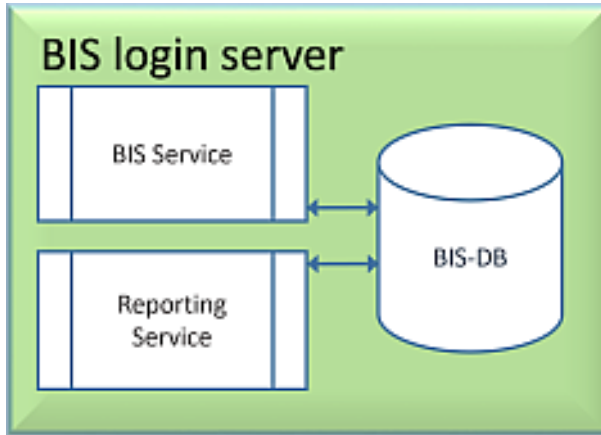 BIS login server
BIS Service
BIS-DB
Reporting
Service